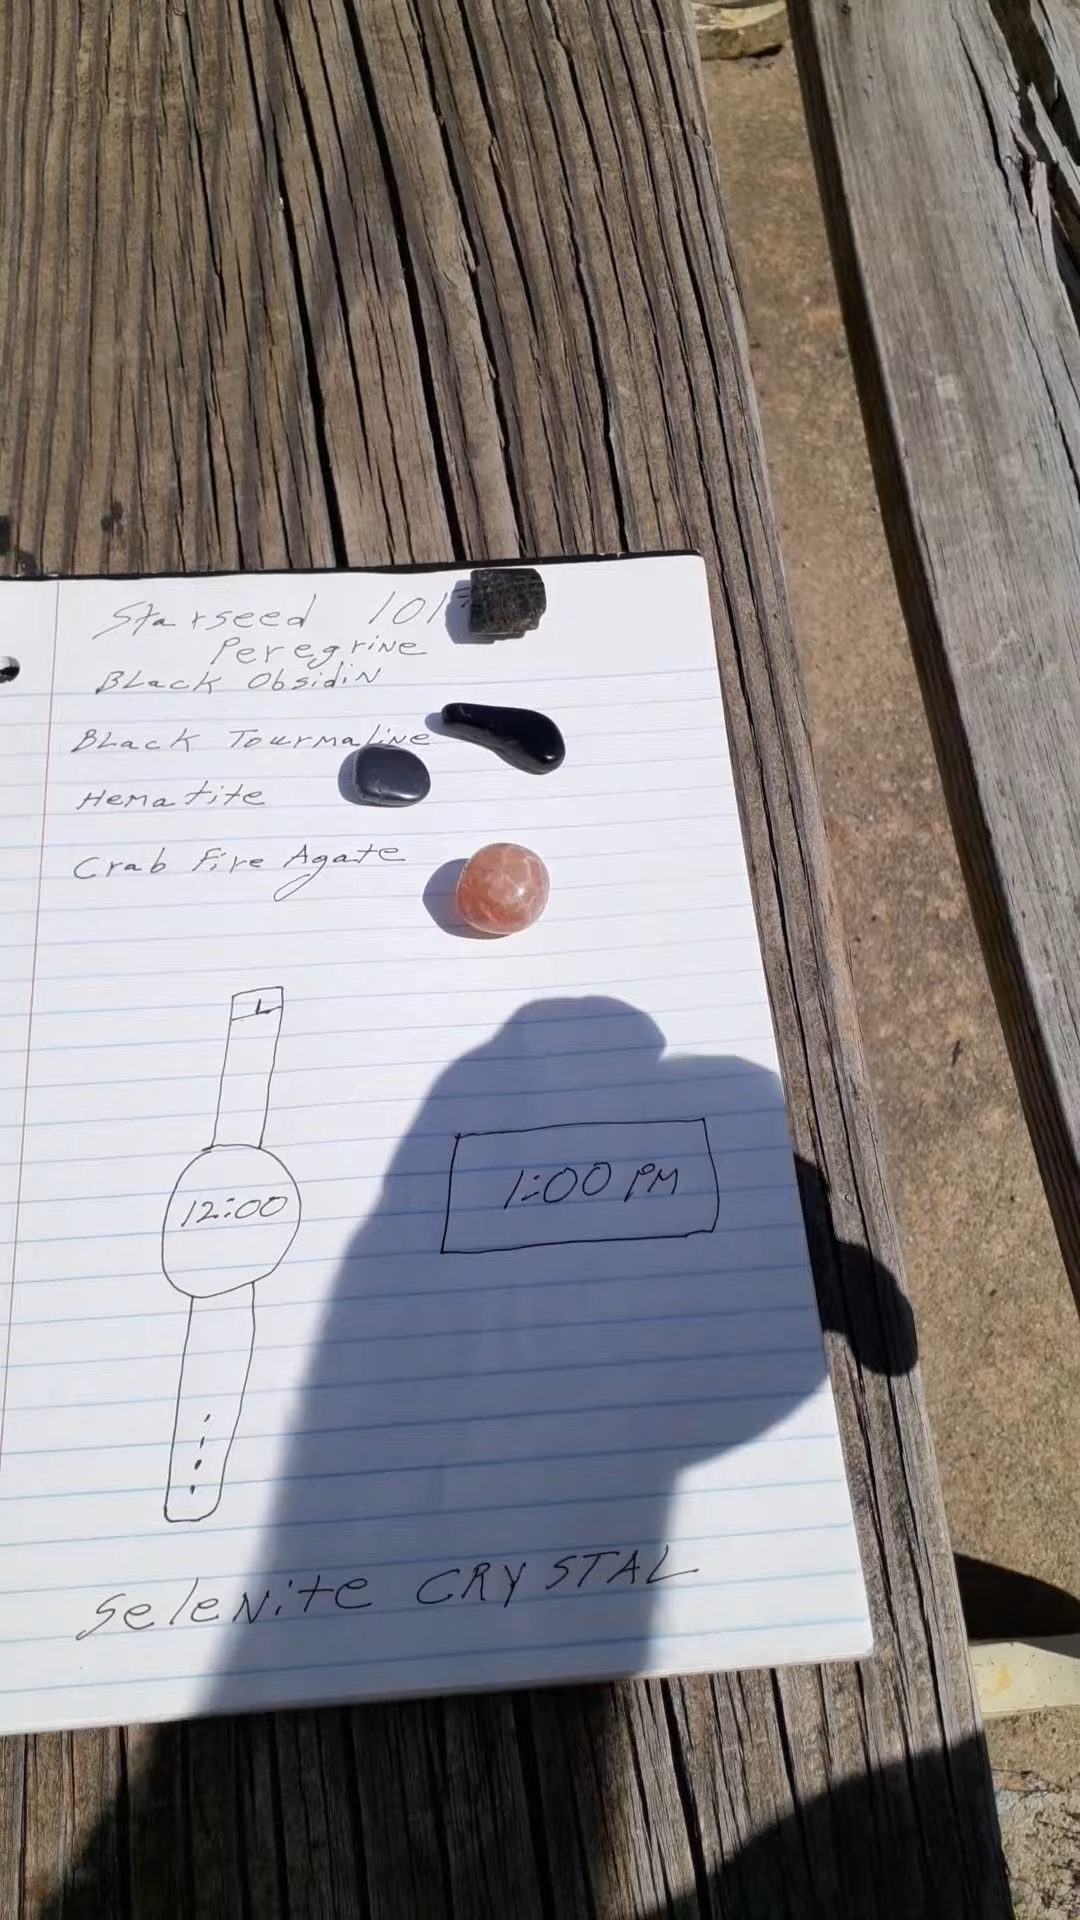 Starseed 101
Peregrine
Black Obsidin
Black Tourmaline
Hematite
Crab Fire Agate
12:00
1:00 PM
Selenite CRYSTAL